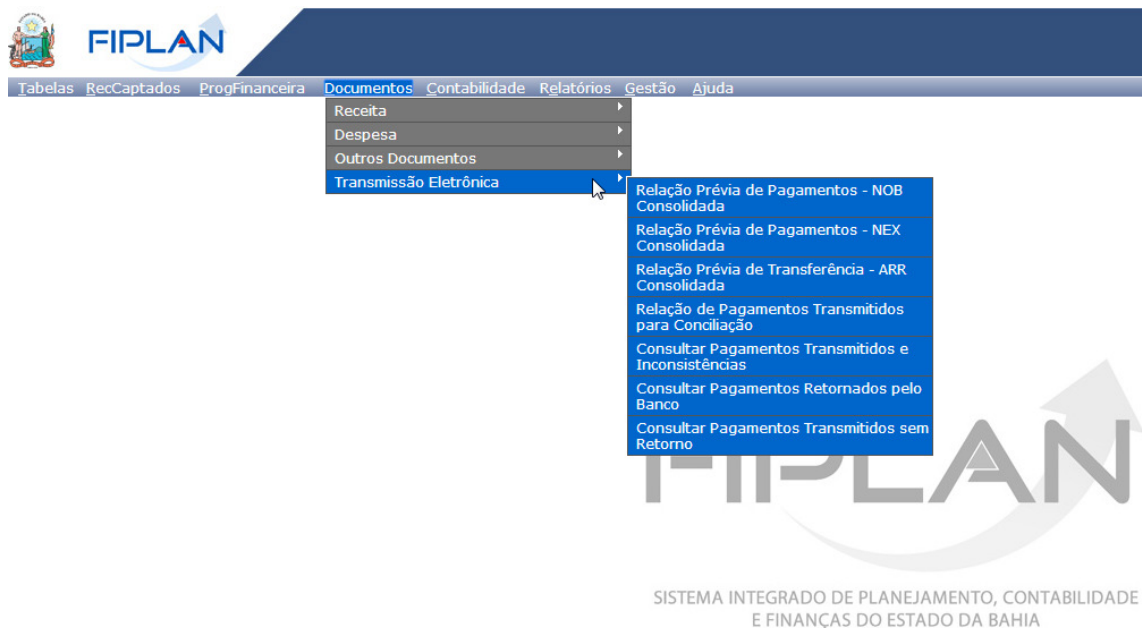 FIPLAN
Tabelas RecCaptados ProgFinanceira Documentos Contabilidade Relatórios Gestão Ajuda
Receita
Despesa
Outros Documentos
Transmissão Eletrônica
Relação Prévia de Pagamentos - NOB
Consolidada
Relação Prévia de Pagamentos - NEX
Consolidada
Relação Prévia de Transferência - ARR
Consolidada
Relação de Pagamentos Transmitidos
para Conciliação
Consultar Pagamentos Transmitidos e
Inconsistências
Consultar Pagamentos Retornados pelo
Banco
Consultar Pagamentos Transmitidos sem
Retorno
FIPLAN
SISTEMA INTEGRADO DE PLANEJAMENTO, CONTABILIDADE
E FINANÇAS DO ESTADO DA BAHIA